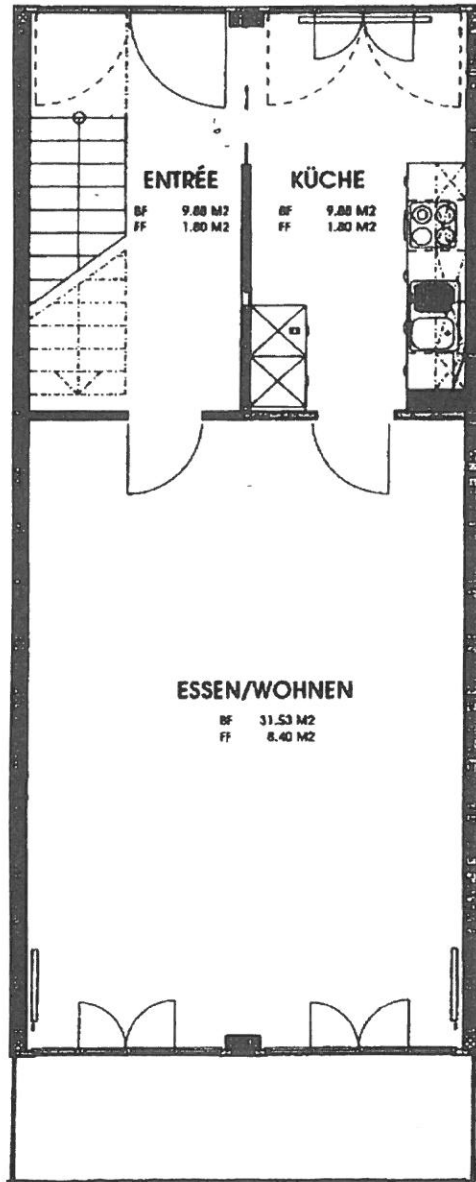 ENTRÉE
BF 9.88 M2
FF 1.80 M2
KÜCHE
BF 9.88 M2
FF 1.80 M2
ESSEN/WOHNEN
BF 31.53 M2
FF 8.40 M2